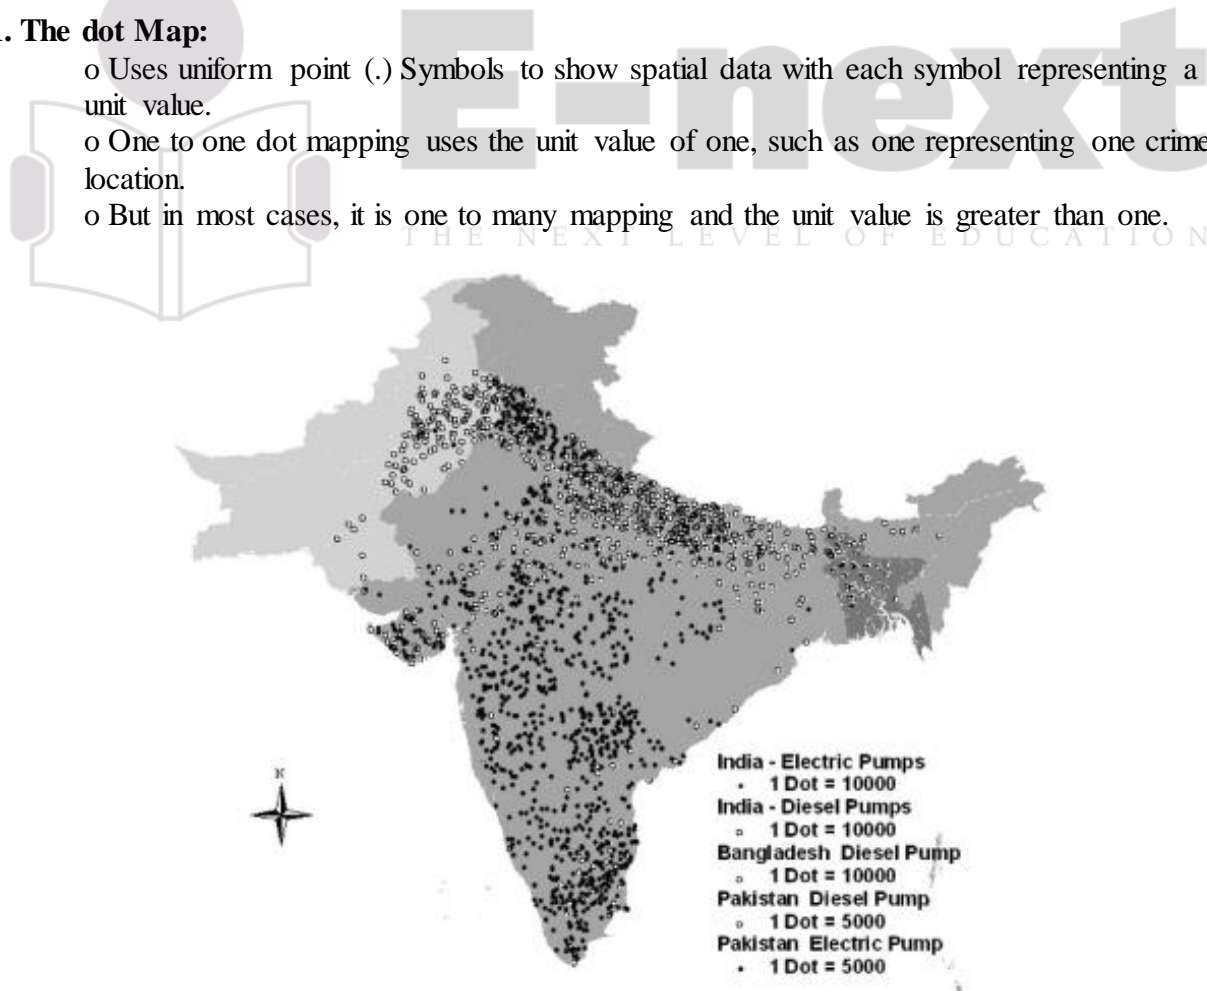 . The dot Map:
o Uses uniform point (.) Symbols to show spatial data with each symbol representing a
unit value.
o One to one dot mapping uses the unit value of one, such as one representing one crime
location.
o But in most cases, it is one to many mapping and the unit value is greater than one.
E-next
THE NEXT LEVEL OF EDUCATION
N
India - Electric Pumps
1 Dot = 10000
India - Diesel Pumps
1 Dot = 10000
Bangladesh Diesel Pump
1 Dot = 10000
Pakistan Diesel Pump
1 Dot = 5000
Pakistan Electric Pump
1 Dot = 5000